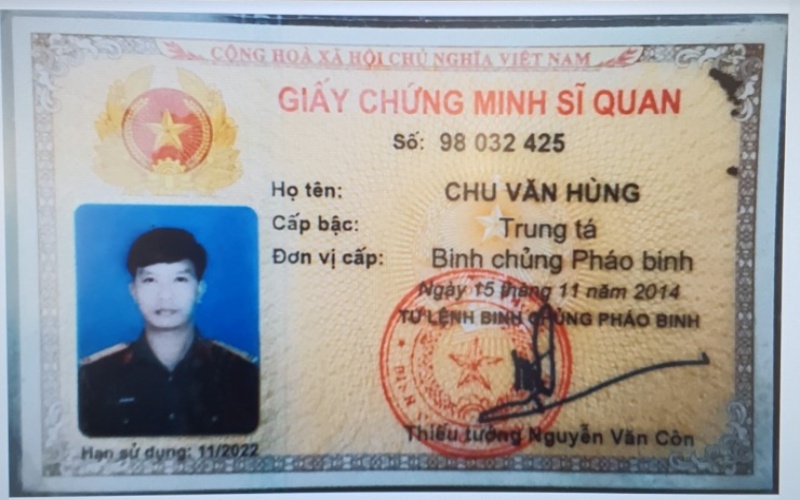 CỘNG HOÀ XÃ HỘI CHỦ NGHĨA VIỆT NAM
GIẤY CHỨNG MINH SĨ QUAN
Số: 98 032 425
Họ tên: CHU VĂN HÙNG
Cấp bậc: Trung tá
Đơn vị cấp: Binh chủng Pháo binh
Ngày 15 tháng 11 năm 2014
TƯ LỆNH BINH CHỦNG PHÁO BINH
Thiếu tướng Nguyễn Văn Côn
Hạn sử dụng: 11/2022